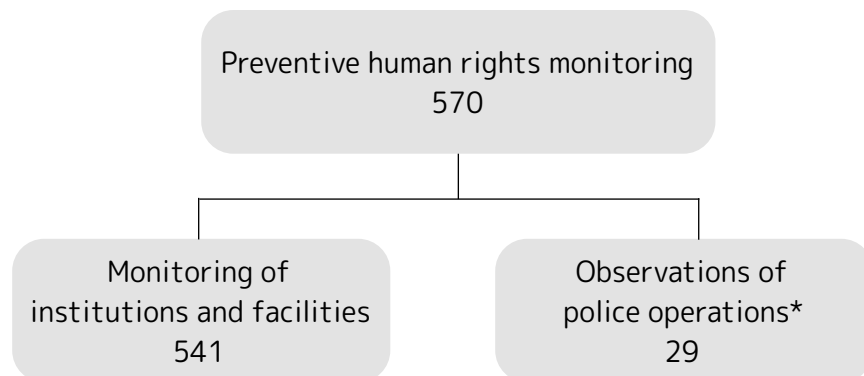 Preventive human rights monitoring
570
Monitoring of
institutions and facilities
541
Observations of
police operations*
29